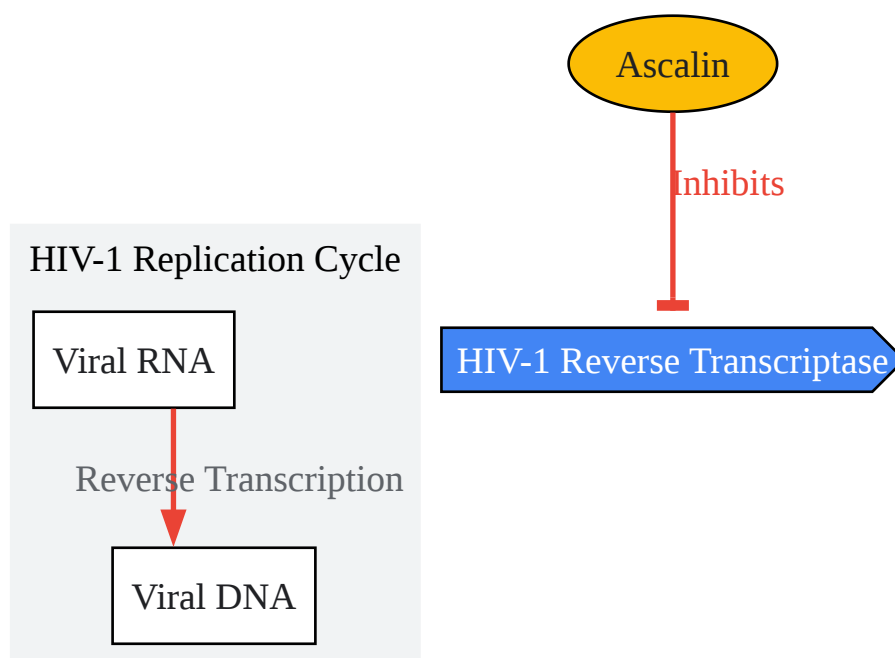 Ascalin
Inhibits
HIV-1 Replication Cycle
Viral RNA
HIV-1 Reverse Transcriptase
Reverse Transcription
Viral DNA